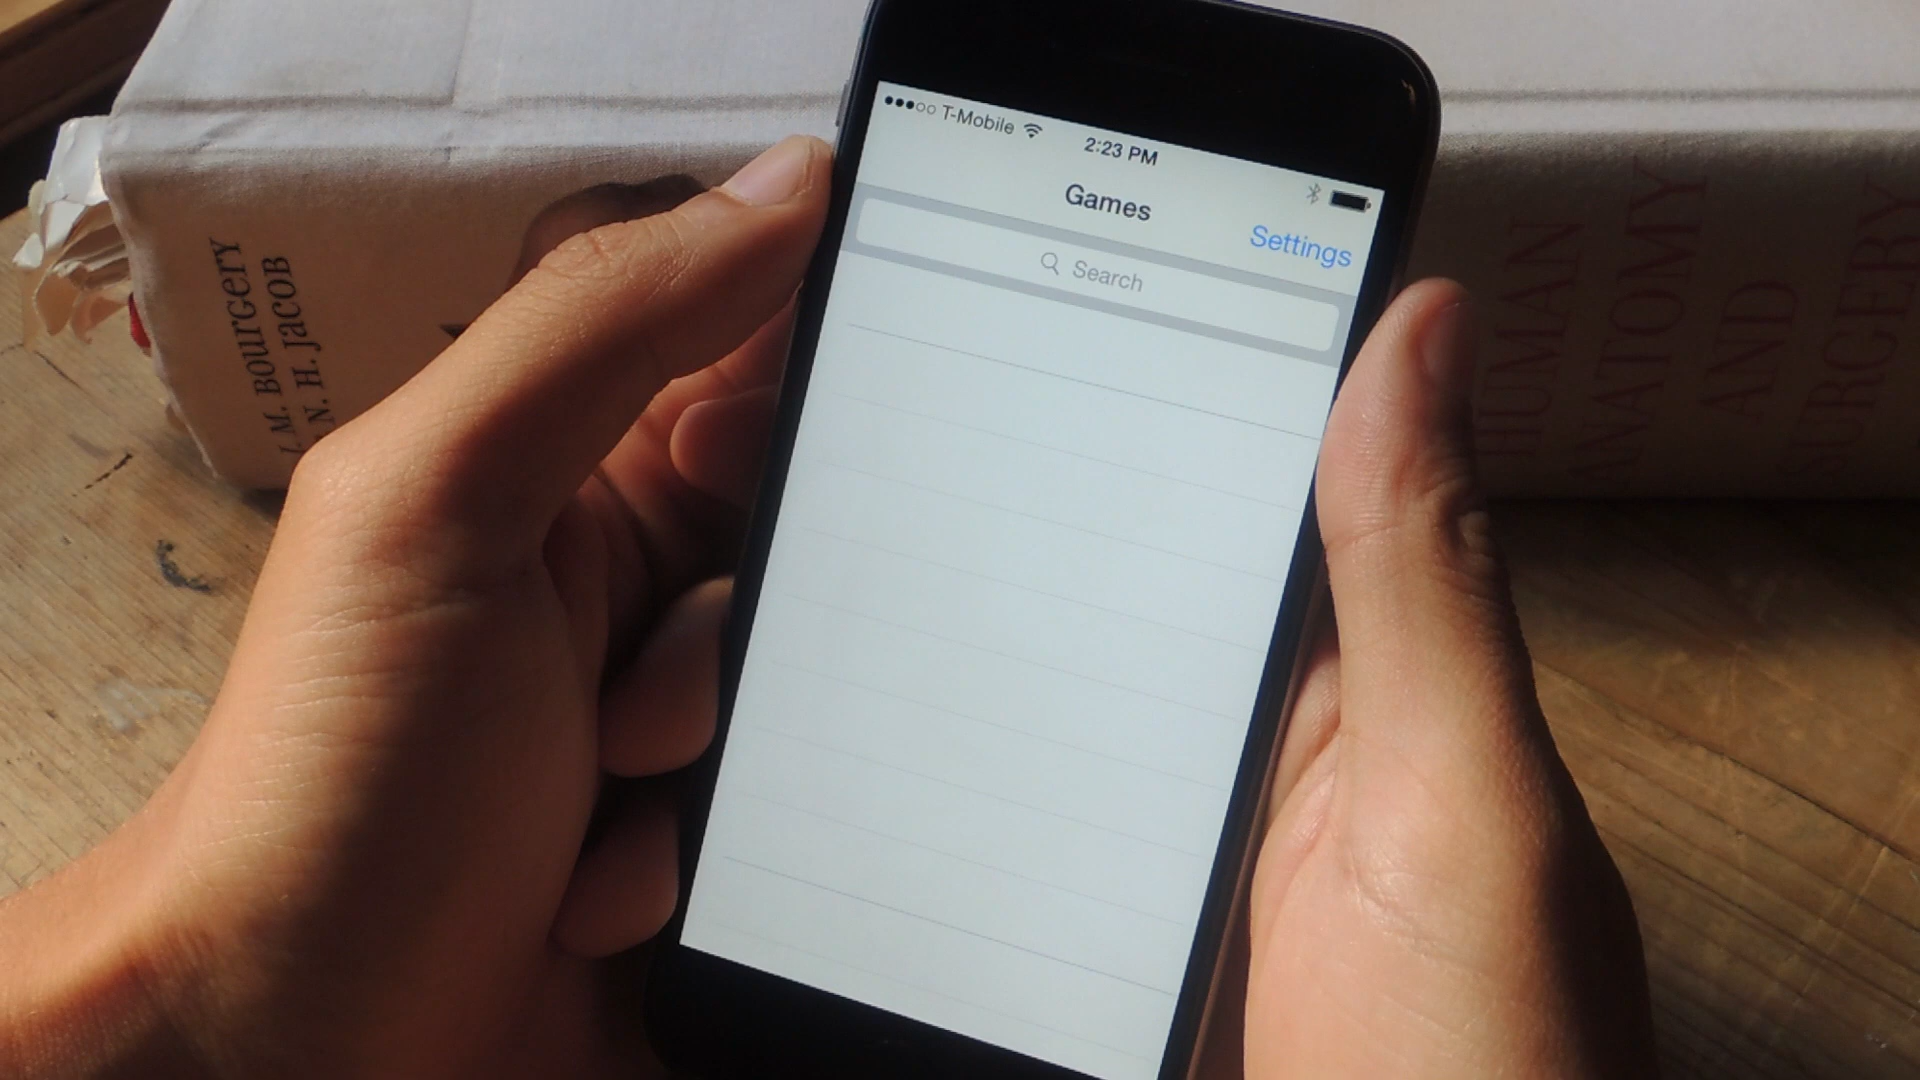 T-Mobile
2:23 PM
Games
Settings
Search
M. BOURGERY
N. H. JACOB
HUMAN
ANATOMY
AND
SURGERY